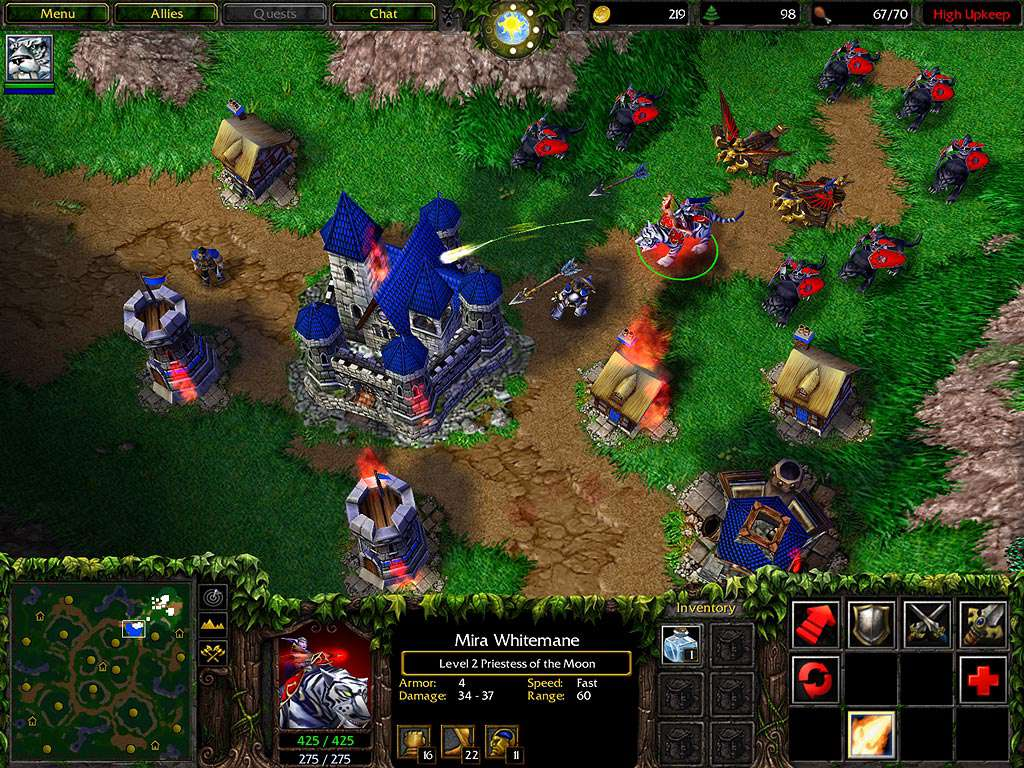 Menu
Allies
Quests
Chat
219
98
67/70
High Upkeep
Mira Whitemane
Level 2 Priestess of the Moon
Armor: 4
Speed: Fast
Damage: 34 - 37
Range: 60
16
22
11
425 / 425
275 / 275
Inventory
1